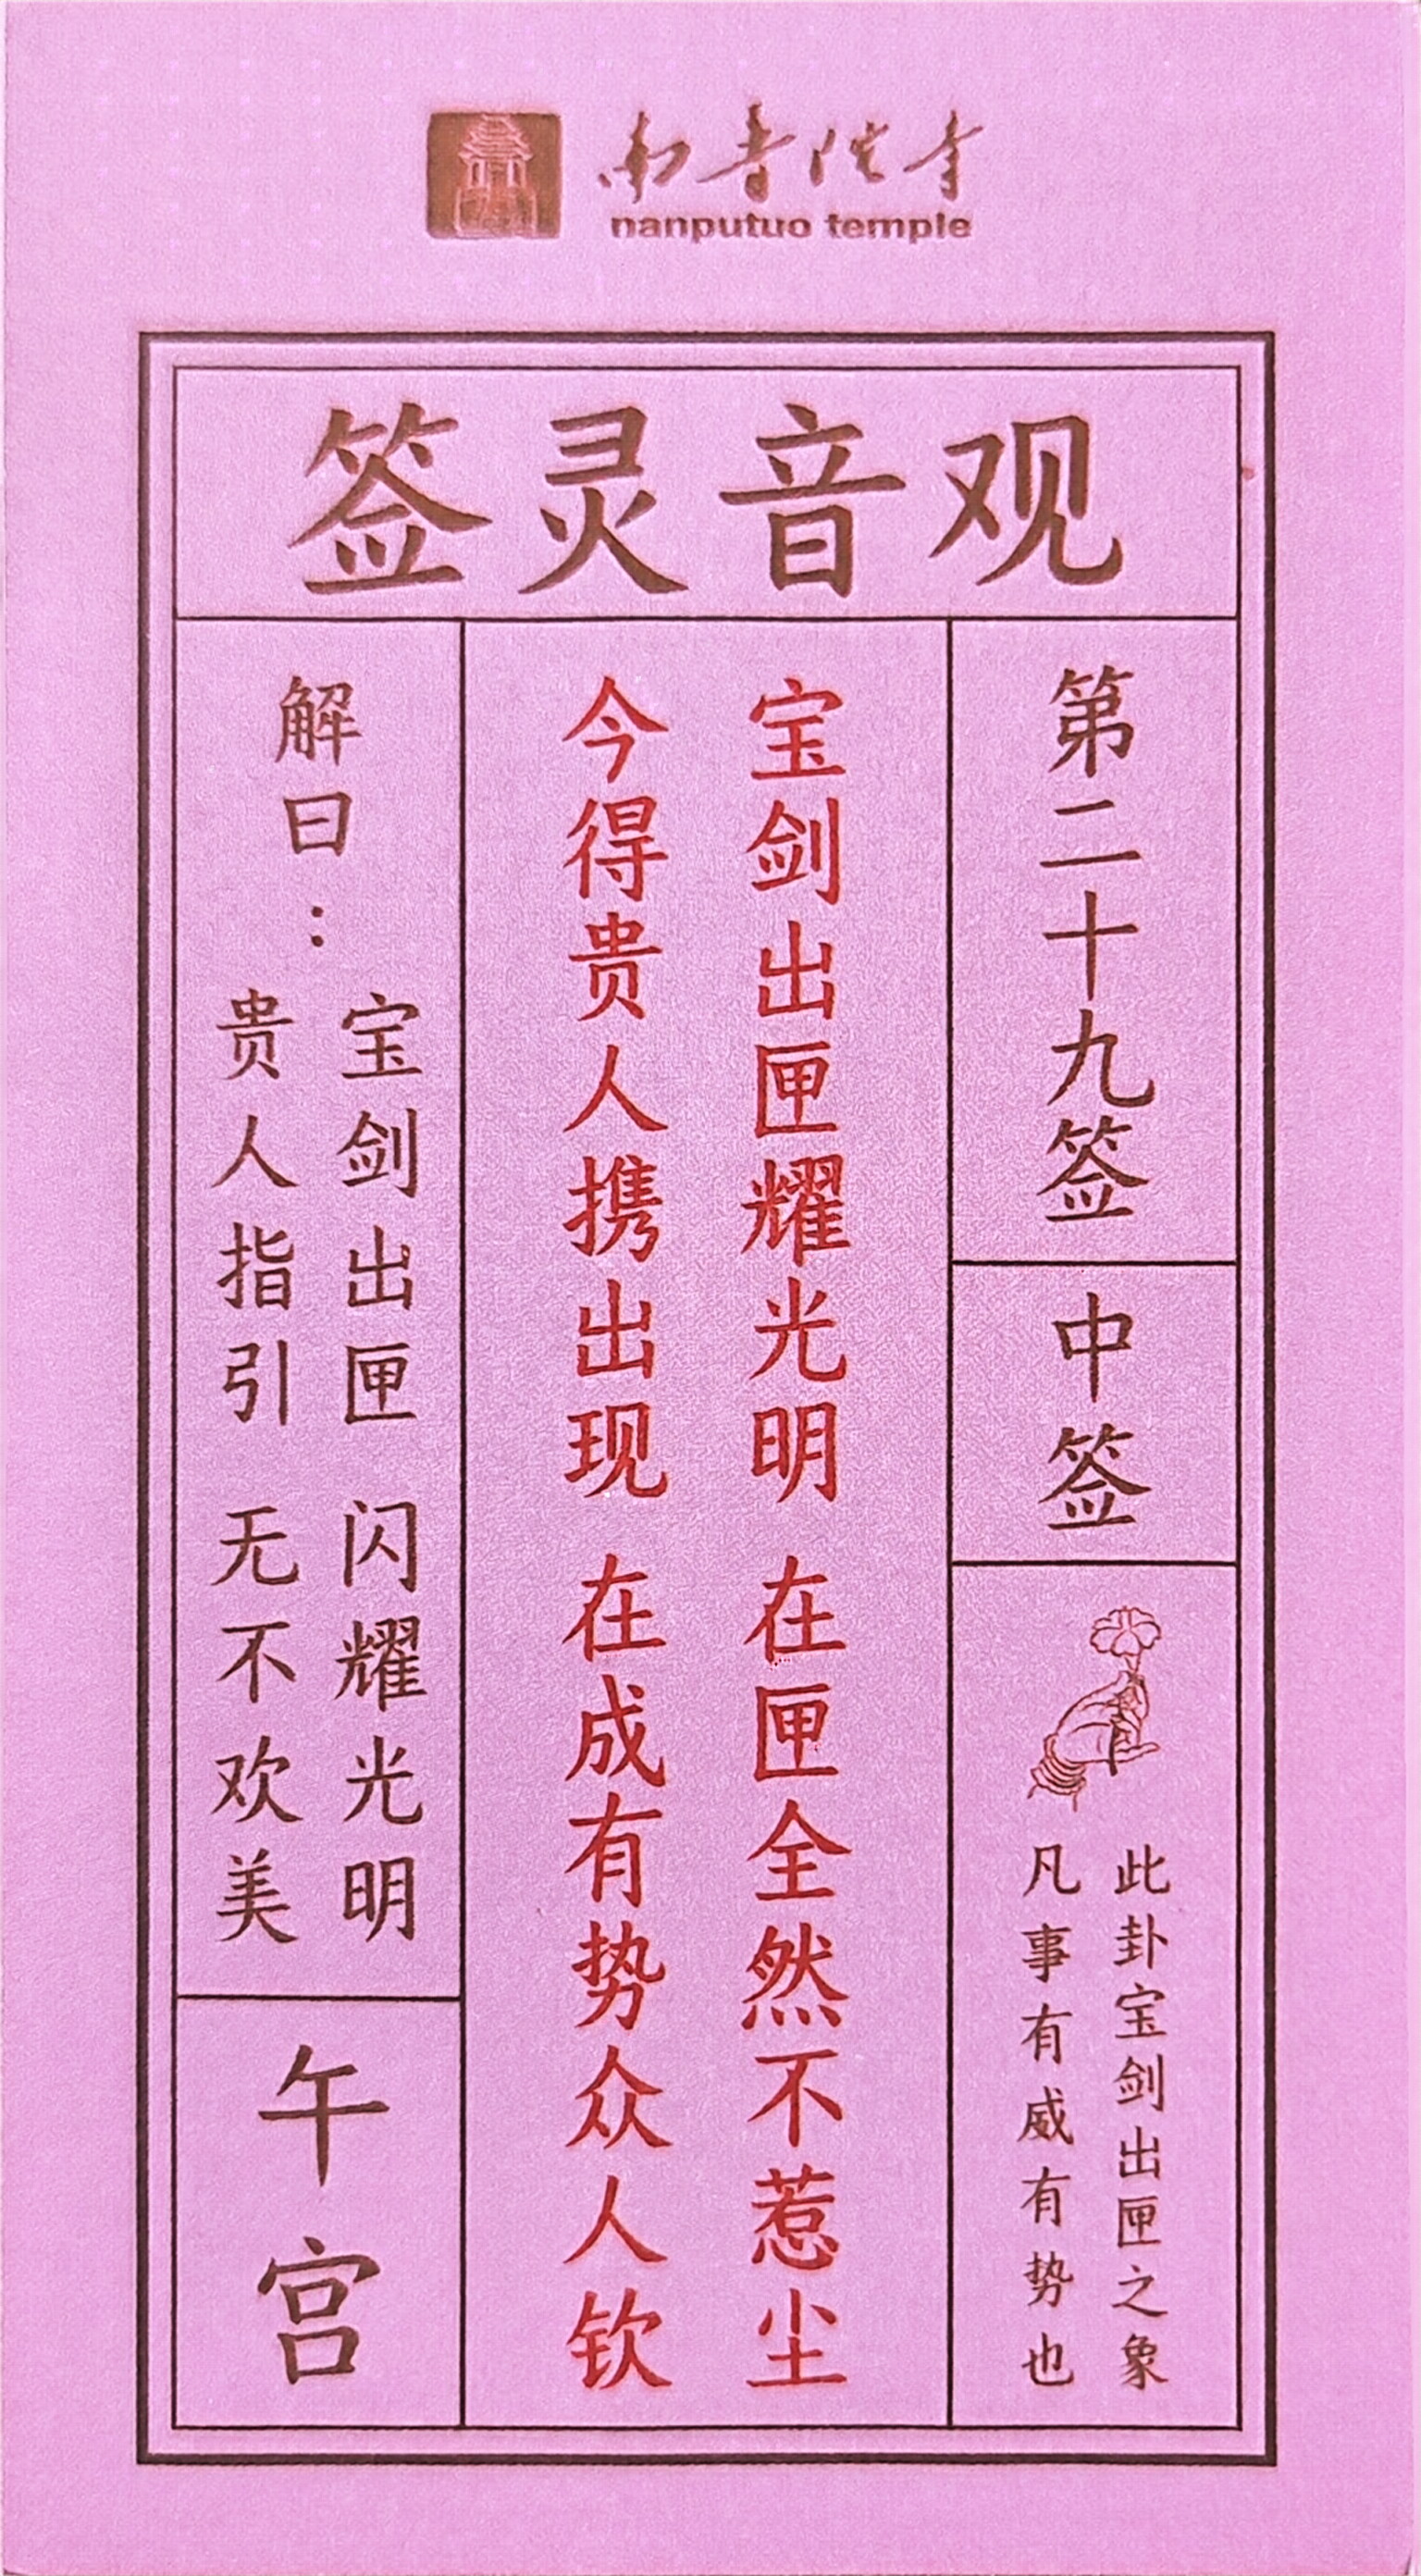 南普陀寺
nanputuo temple
观音灵签
第二十九签
中签
此卦宝剑出匣之象
凡事有威有势也
宝剑出匣耀光明 在匣全然不惹尘
今得贵人携出现 在成有势众人钦
解曰：
宝剑出匣 闪耀光明
贵人指引 无不欢美
午宫